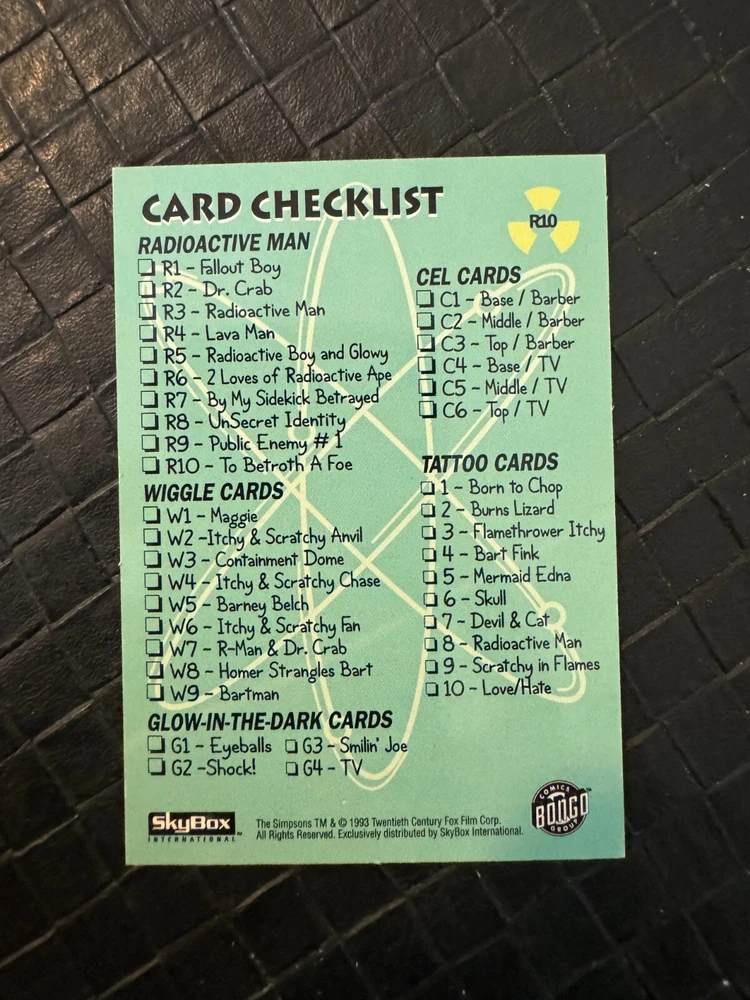 CARD CHECKLIST
R10
RADIOACTIVE MAN
R1 - Fallout Boy
R2 - Dr. Crab
R3 - Radioactive Man
R4 - Lava Man
R5 - Radioactive Boy and Glowy
R6 - 2 Loves of Radioactive Ape
R7 - By My Sidekick Betrayed
R8 - UnSecret Identity
R9 - Public Enemy # 1
R10 - To Betroth A Foe
WIGGLE CARDS
W1 - Maggie
W2 -Itchy & Scratchy Anvil
W3 - Containment Dome
W4 - Itchy & Scratchy Chase
W5 - Barney Belch
W6 - Itchy & Scratchy Fan
W7 - R-Man & Dr. Crab
W8 - Homer Strangles Bart
W9 - Bartman
GLOW-IN-THE-DARK CARDS
G1 - Eyeballs G3 - Smilin' Joe
G2 -Shock! G4 - TV
CEL CARDS
C1 - Base / Barber
C2 - Middle / Barber
C3 - Top / Barber
C4 - Base / TV
C5 - Middle / TV
C6 - Top / TV
TATTOO CARDS
1 - Born to Chop
2 - Burns Lizard
3 - Flamethrower Itchy
4 - Bart Fink
5 - Mermaid Edna
6 - Skull
7 - Devil & Cat
8 - Radioactive Man
9 - Scratchy in Flames
10 - Love/Hate
SkyBox TM
INTERNATIONAL
The Simpsons TM & © 1993 Twentieth Century Fox Film Corp.
All Rights Reserved. Exclusively distributed by SkyBox International.
COMICS
BONGO TM
GROUP